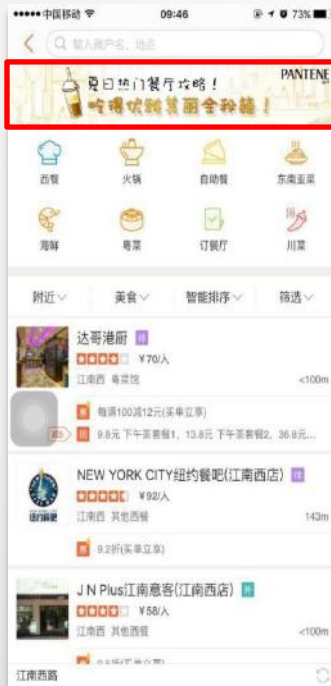 中国移动 09:46 73%
输入商户名、地点
夏日热门餐厅攻略！ PANTENE
吃得优雅美丽全秘籍！
西餐 火锅 自助餐 东南亚菜
海鲜 粤菜 订餐厅 川菜
附近 美食 智能排序 筛选
达哥港厨
¥70/人
江南西 粤菜馆 <100m
惠 每满100减12元(买单立享)
团 9.8元 下午茶套餐1，13.8元 下午茶套餐2，36.8元...
NEW YORK CITY纽约餐吧(江南西店)
¥92/人
江南西 其他西餐 143m
惠 9.2折(买单立享)
J N Plus江南意客(江南西店)
¥58/人
江南西 其他西餐 <100m
江南西路